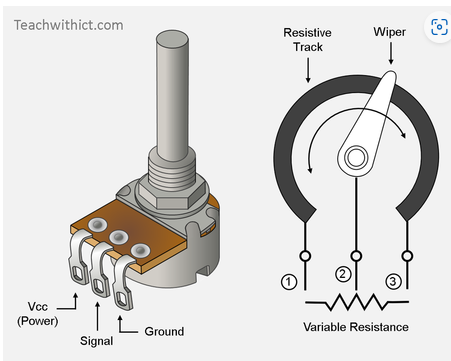 Teachwithict.com
Resistive
Track
Wiper
1
2
3
Vcc
(Power)
Signal
Ground
Variable Resistance